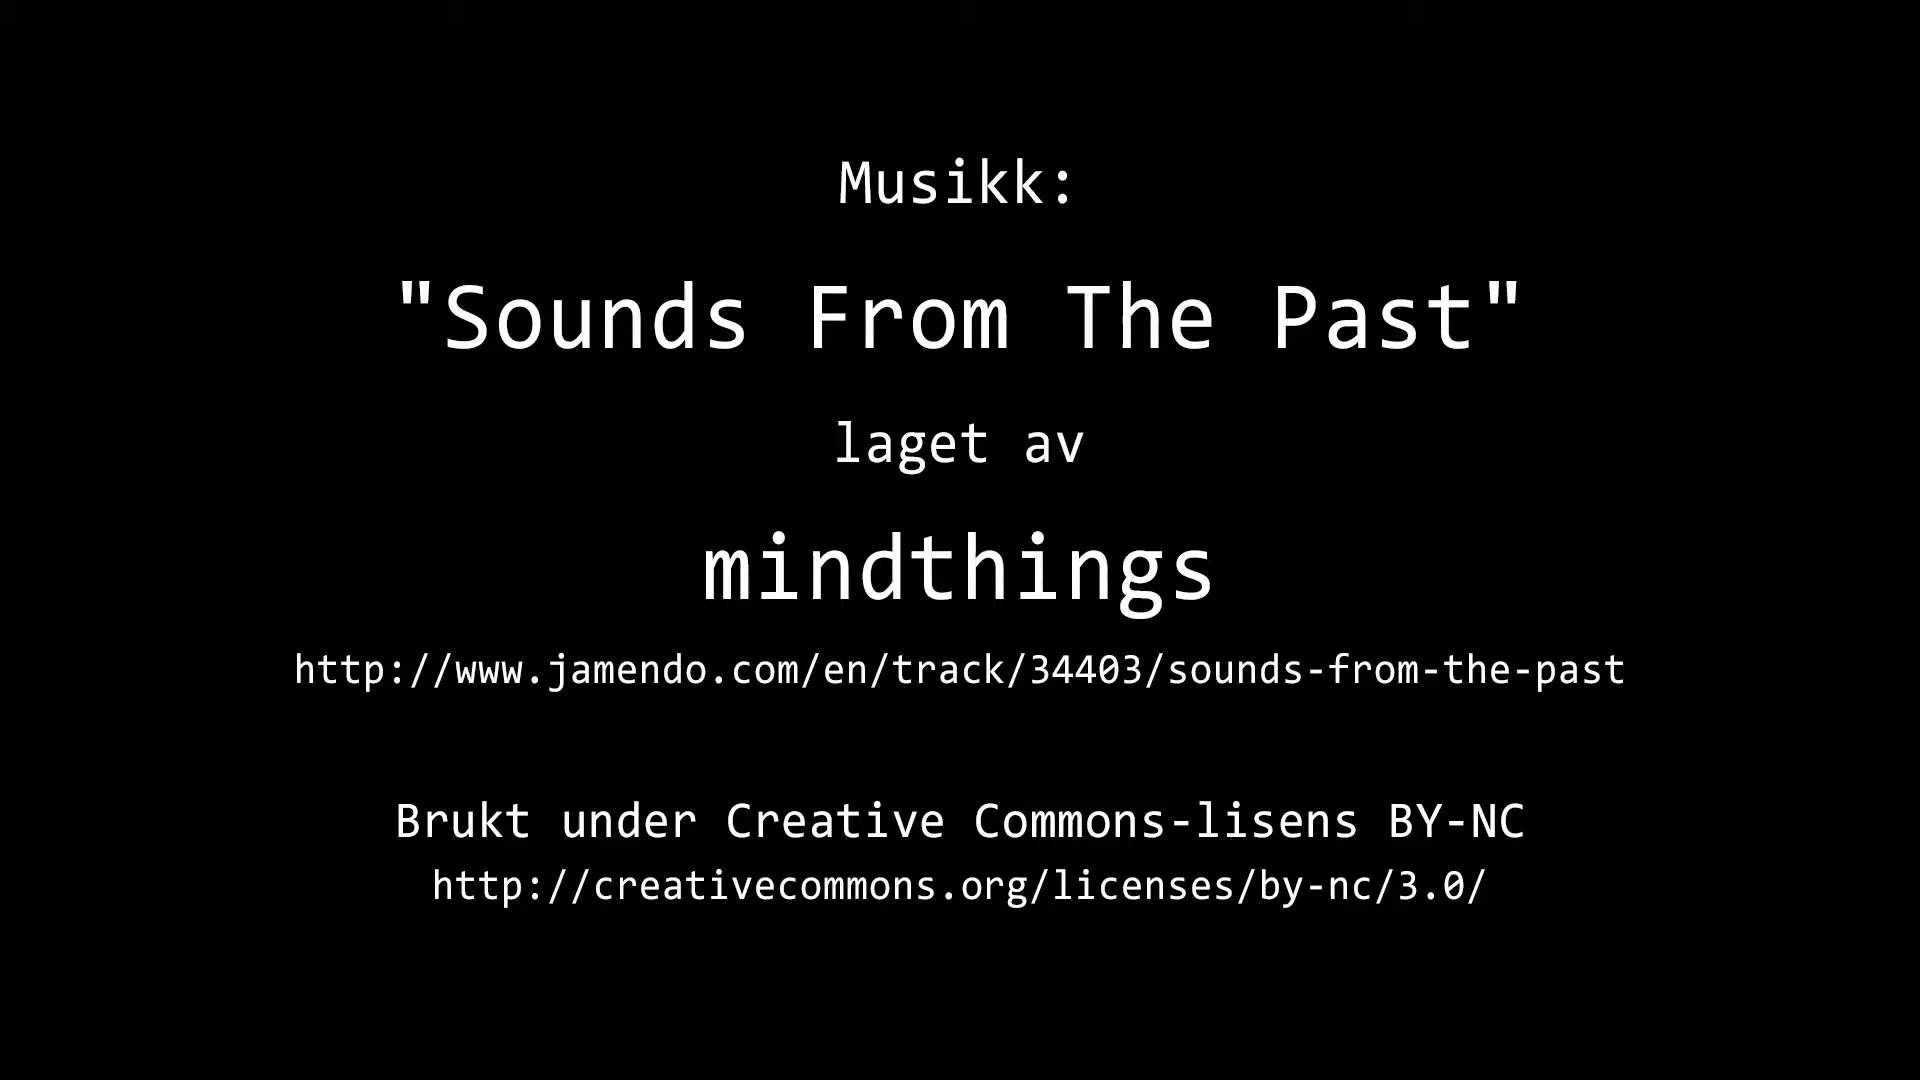 Musikk:
"Sounds From The Past"
laget av
mindthings
http://www.jamendo.com/en/track/34403/sounds-from-the-past
Brukt under Creative Commons-lisens BY-NC
http://creativecommons.org/licenses/by-nc/3.0/